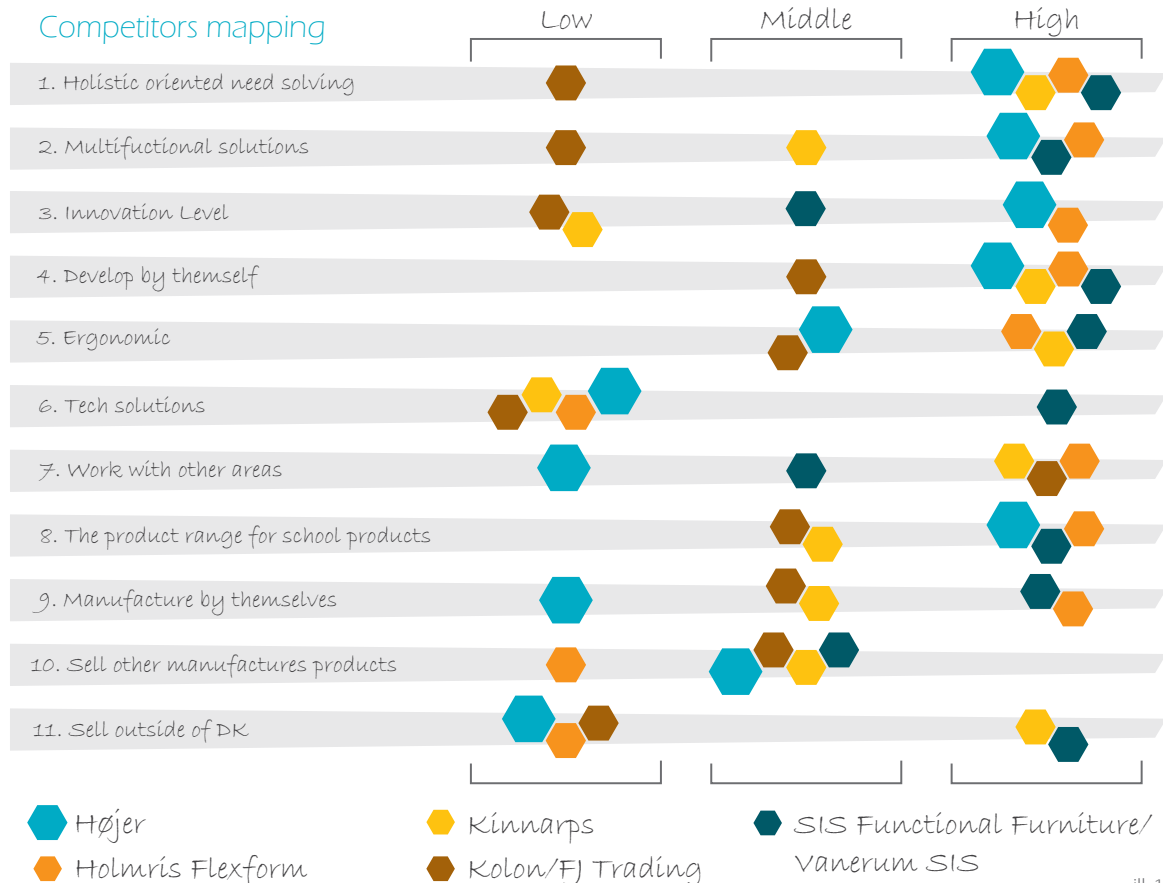 Competitors mapping
Low
Middle
High
1. Holistic oriented need solving
2. Multifuctional solutions
3. Innovation Level
4. Develop by themself
5. Ergonomic
6. Tech solutions
7. Work with other areas
8. The product range for school products
9. Manufacture by themselves
10. Sell other manufactures products
11. Sell outside of DK
Højer
Kinnarps
SIS Functional Furniture/
Vanerum SIS
Holmris Flexform
Kolon/FJ Trading